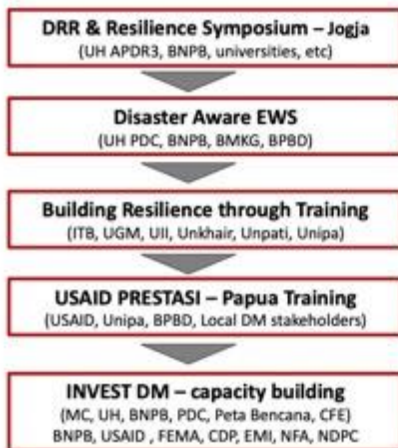 DRR & Resilience Symposium – Jogja
(UH APDR3, BNPB, universities, etc)
Disaster Aware EWS
(UH PDC, BNPB, BMKG, BPBD)
Building Resilience through Training
(ITB, UGM, UII, Unkhair, Unpati, Unipa)
USAID PRESTASI – Papua Training
(USAID, Unipa, BPBD, Local DM stakeholders)
INVEST DM – capacity building
(MC, UH, BNPB, PDC, Peta Bencana, CFE)
BNPB, USAID , FEMA, CDP, EMI, NFA, NDPC